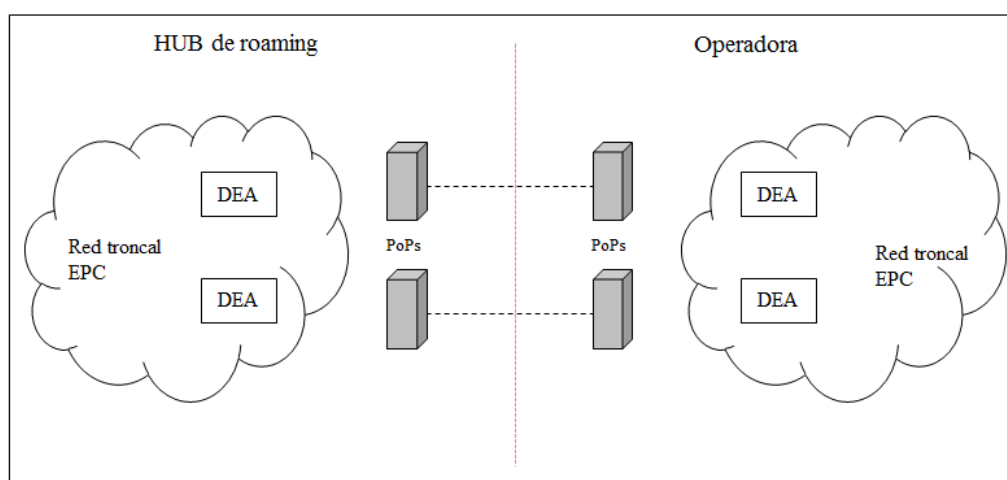 HUB de roaming
Operadora
DEA
DEA
PoPs
PoPs
Red troncal
EPC
Red troncal
EPC
DEA
DEA